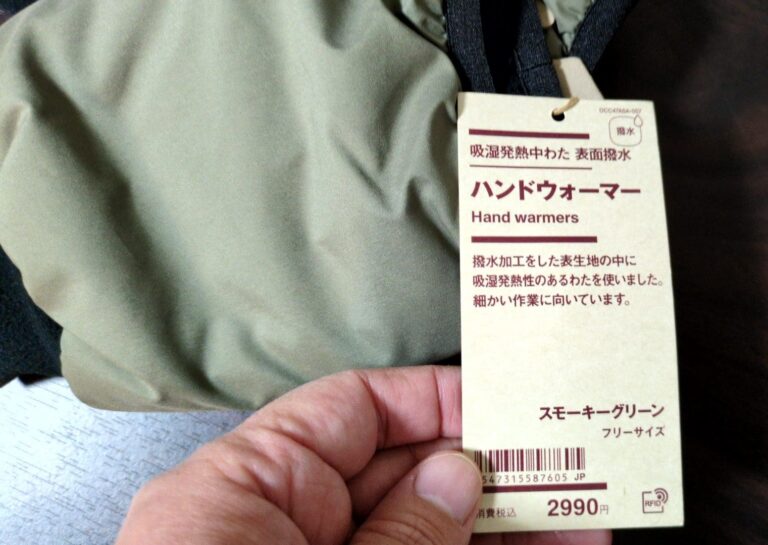 撥水
吸湿発熱中わた 表面撥水
ハンドウォーマー
Hand warmers
撥水加工をした表生地の中に
吸湿発熱性のあるわたを使いました。
細かい作業に向いています。
スモーキーグリーン
フリーサイズ
547315587605 JP
消費税込 2990円
RFID